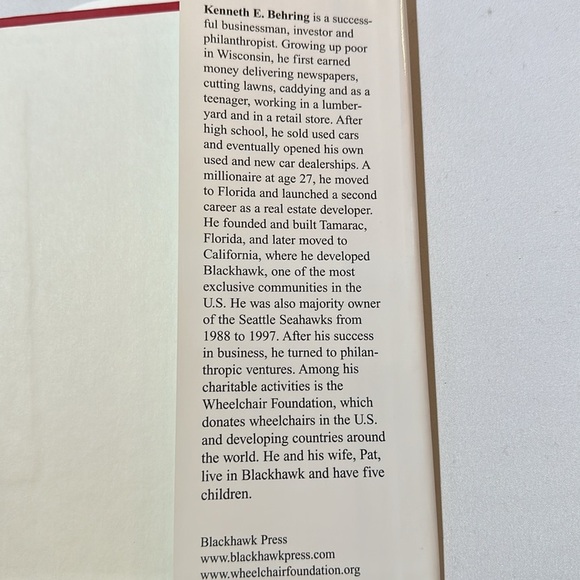 Kenneth E. Behring is a success-
ful businessman, investor and
philanthropist. Growing up poor
in Wisconsin, he first earned
money delivering newspapers,
cutting lawns, caddying and as a
teenager, working in a lumber-
yard and in a retail store. After
high school, he sold used cars
and eventually opened his own
used and new car dealerships. A
millionaire at age 27, he moved
to Florida and launched a second
career as a real estate developer.
He founded and built Tamarac,
Florida, and later moved to
California, where he developed
Blackhawk, one of the most
exclusive communities in the
U.S. He was also majority owner
of the Seattle Seahawks from
1988 to 1997. After his success
in business, he turned to philan-
thropic ventures. Among his
charitable activities is the
Wheelchair Foundation, which
donates wheelchairs in the U.S.
and developing countries around
the world. He and his wife, Pat,
live in Blackhawk and have five
children.
Blackhawk Press
www.blackhawkpress.com
www.wheelchairfoundation.org